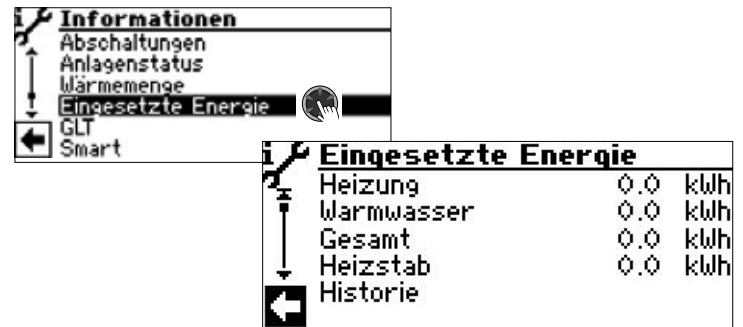 Informationen
Abschaltungen
Anlagenstatus
Wärmemenge
Eingesetzte Energie
GLT
Smart
Eingesetzte Energie
Heizung 0.0 kWh
Warmwasser 0.0 kWh
Gesamt 0.0 kWh
Heizstab 0.0 kWh
Historie